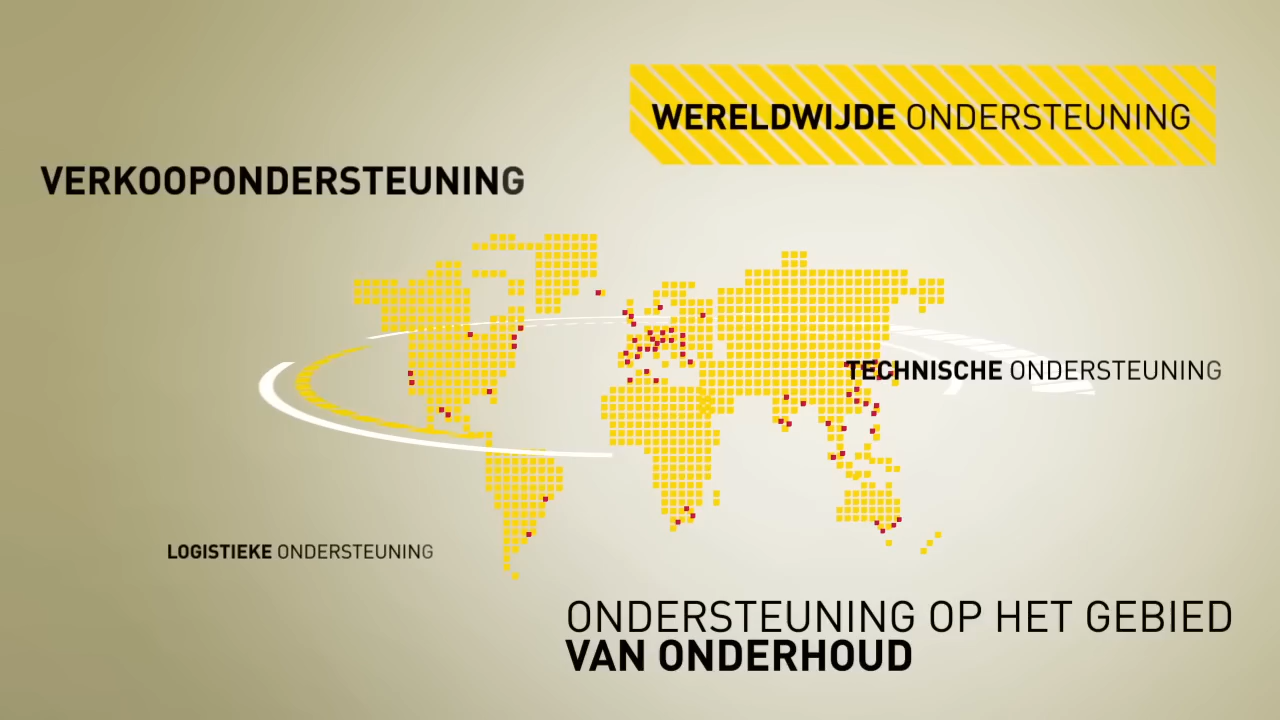 WERELDWIJDE ONDERSTEUNING
VERKOOPONDERSTEUNING
TECHNISCHE ONDERSTEUNING
LOGISTIEKE ONDERSTEUNING
ONDERSTEUNING OP HET GEBIED
VAN ONDERHOUD